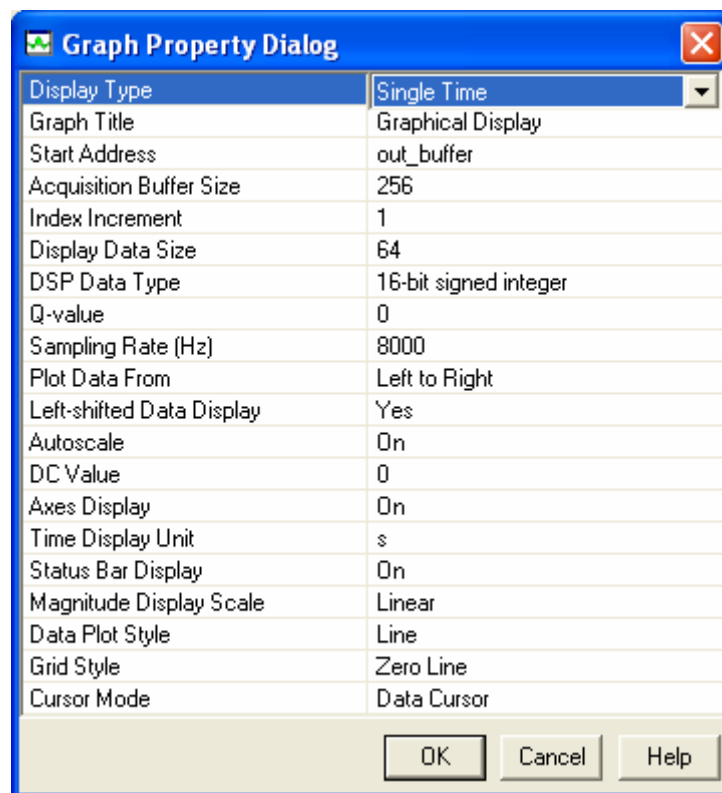 Graph Property Dialog
Display Type Single Time
Graph Title Graphical Display
Start Address out_buffer
Acquisition Buffer Size 256
Index Increment 1
Display Data Size 64
DSP Data Type 16-bit signed integer
Q-value 0
Sampling Rate (Hz) 8000
Plot Data From Left to Right
Left-shifted Data Display Yes
Autoscale On
DC Value 0
Axes Display On
Time Display Unit s
Status Bar Display On
Magnitude Display Scale Linear
Data Plot Style Line
Grid Style Zero Line
Cursor Mode Data Cursor
OK Cancel Help